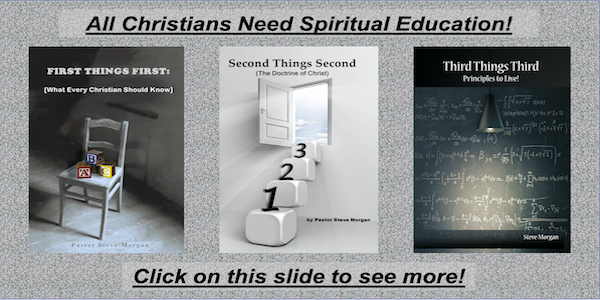 All Christians Need Spiritual Education!
FIRST THINGS FIRST:
[What Every Christian Should Know]
B
A C
Pastor Steve Morgan
Second Things Second
(The Doctrine of Christ)
3
2
1
by Pastor Steve Morgan
Third Things Third
Principles to Live!
Steve Morgan
Click on this slide to see more!